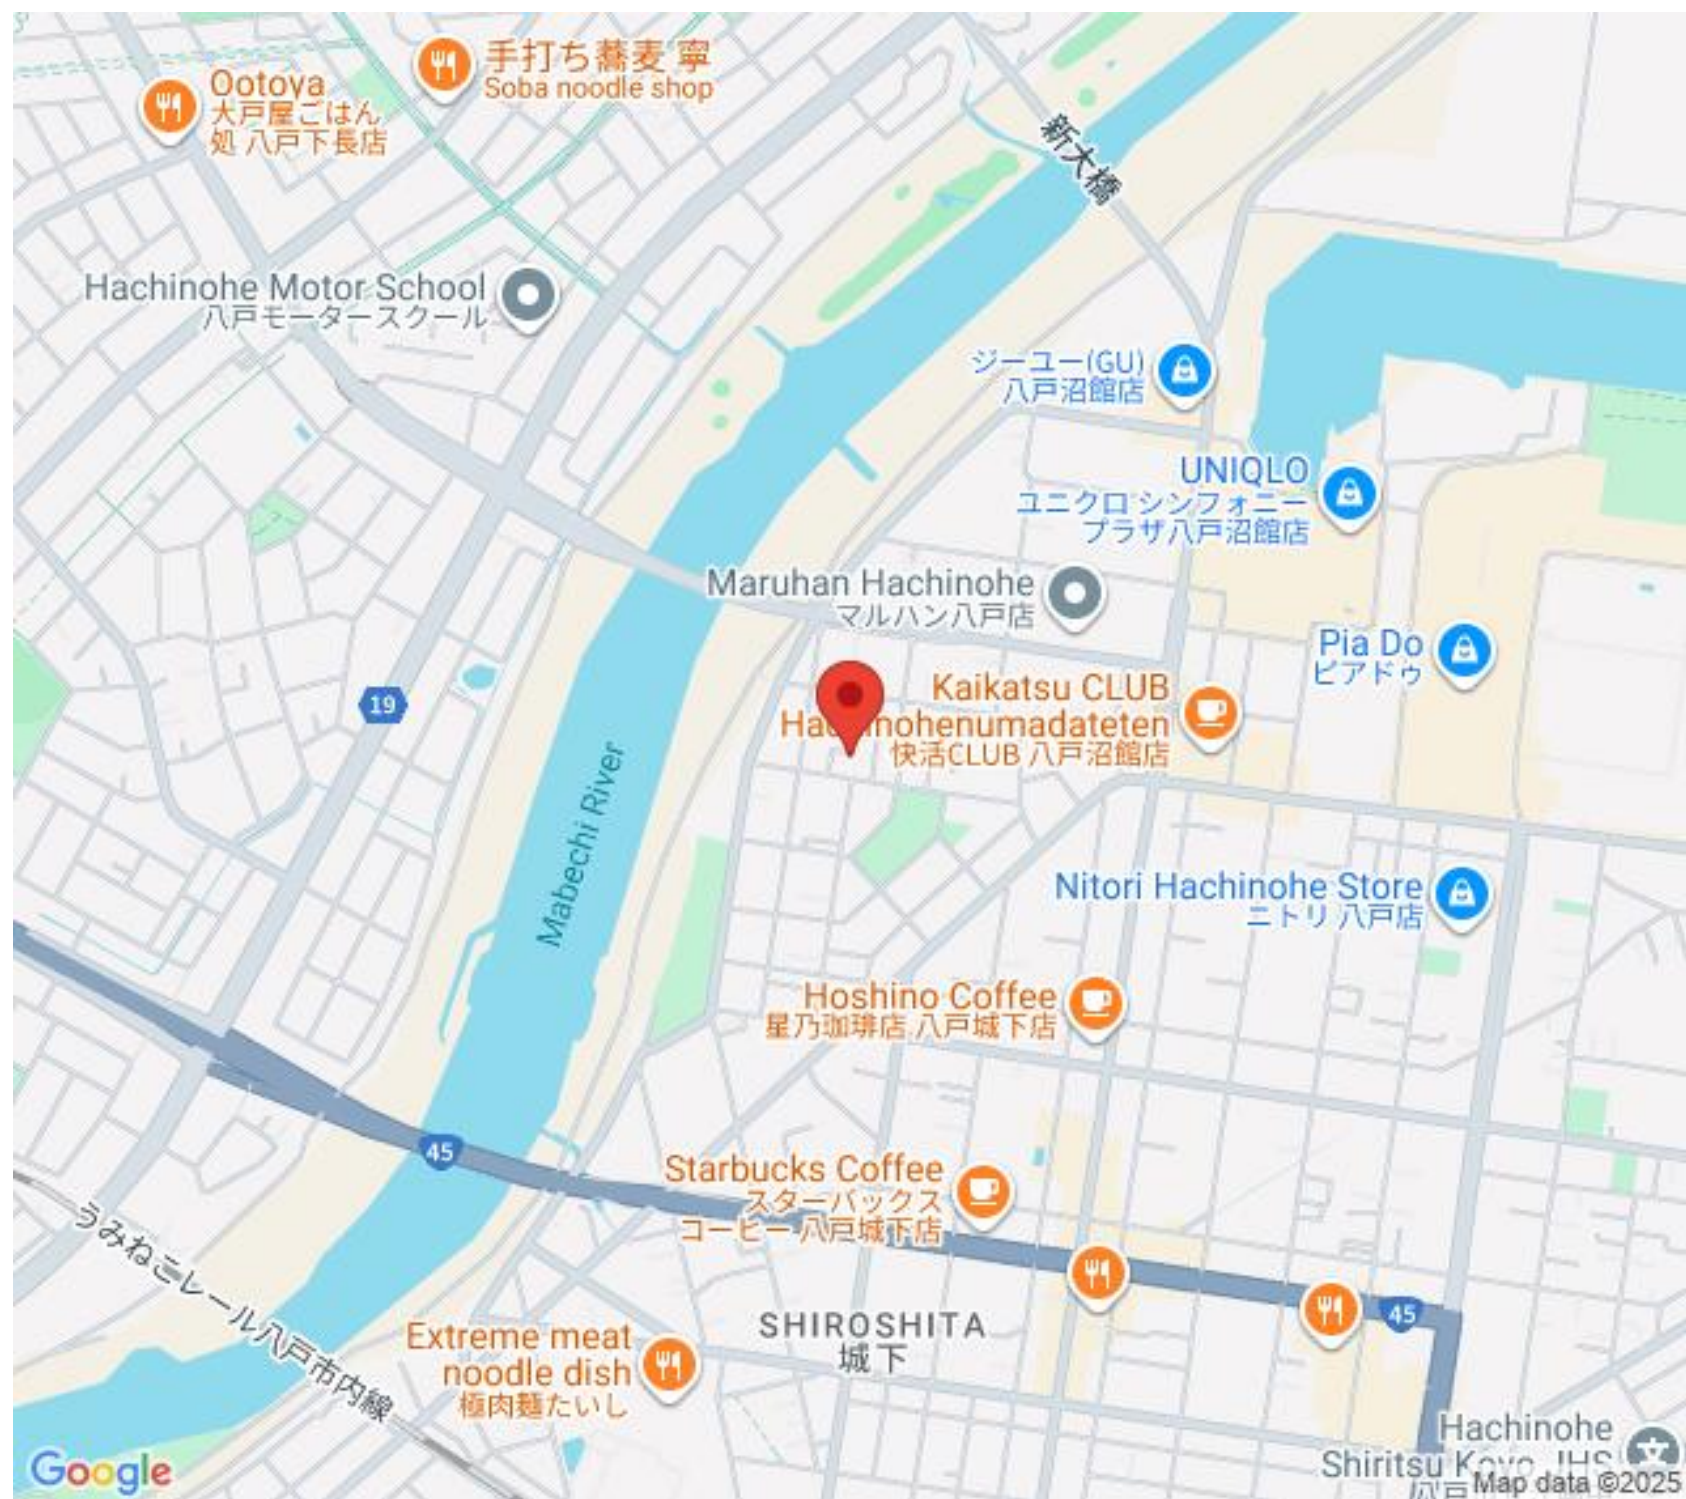 手打ち蕎麦 寧
Soba noodle shop
Ootoya
大戸屋ごはん
処 八戸下長店
新大橋
Hachinohe Motor School
八戸モータースクール
ジーユー(GU)
八戸沼館店
UNIQLO
ユニクロ シンフォニー
プラザ八戸沼館店
Maruhan Hachinohe
マルハン八戸店
Pia Do
ピアドゥ
Kaikatsu CLUB
快活CLUB 八戸沼館店
19
Mabechi River
Nitori Hachinohe Store
ニトリ 八戸店
Hoshino Coffee
星乃珈琲店 八戸城下店
45
Starbucks Coffee
スターバックス
コーヒー 八戸城下店
うみねこレール八戸市内線
45
SHIROSHITA
城下
Extreme meat
noodle dish
極肉麺たいし
Hachinohe
Shiritsu
文
Google
Map data ©2025